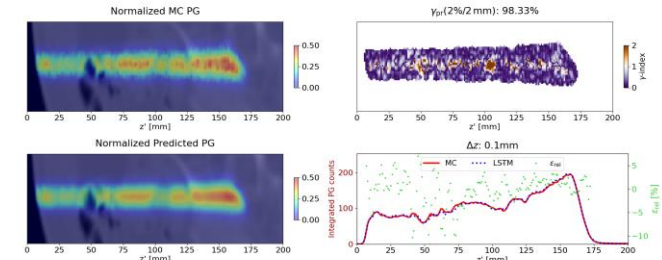 Normalized MC PG
0.50
0.25
0.00
0 25 50 75 100 125 150 175 200
z' [mm]
γpr(2%/2mm): 98.33%
2
1
0
γ-index
0 25 50 75 100 125 150 175 200
z' [mm]
Normalized Predicted PG
0.50
0.25
0.00
0 25 50 75 100 125 150 175 200
z' [mm]
Δz: 0.1mm
MC LSTM εrel
Integrated PG counts
200
100
0
5
0
−5
−10
εrel [%]
0 25 50 75 100 125 150 175 200
z' [mm]